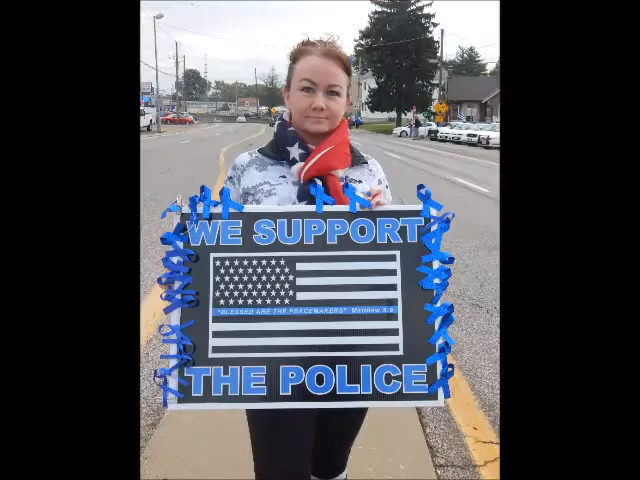 WE SUPPORT
"BLESSED ARE THE PEACEMAKERS" Matthew 5:9
THE POLICE